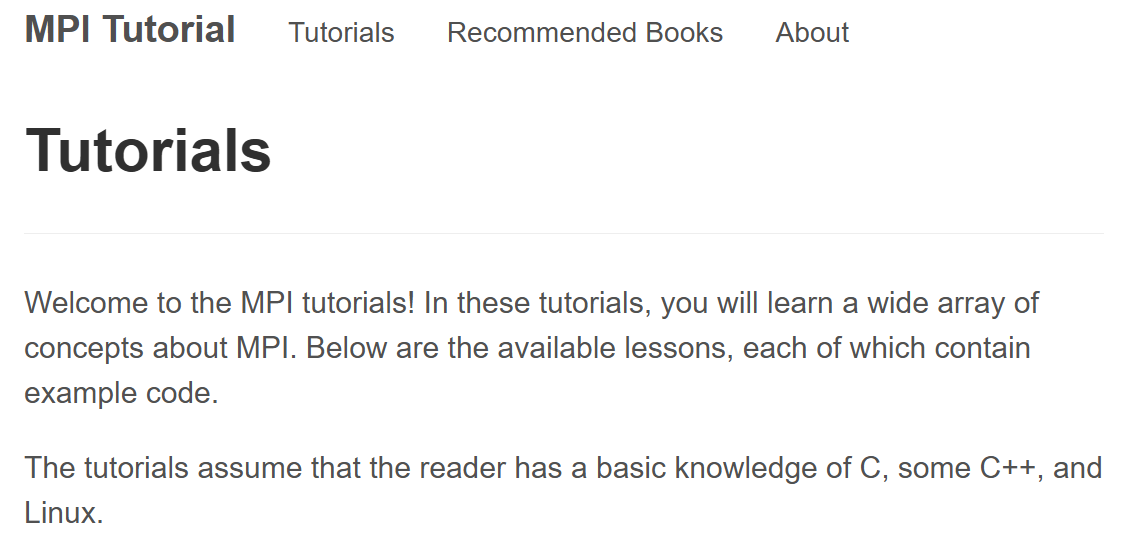 MPI Tutorial Tutorials Recommended Books About
Tutorials
Welcome to the MPI tutorials! In these tutorials, you will learn a wide array of
concepts about MPI. Below are the available lessons, each of which contain
example code.
The tutorials assume that the reader has a basic knowledge of C, some C++, and
Linux.